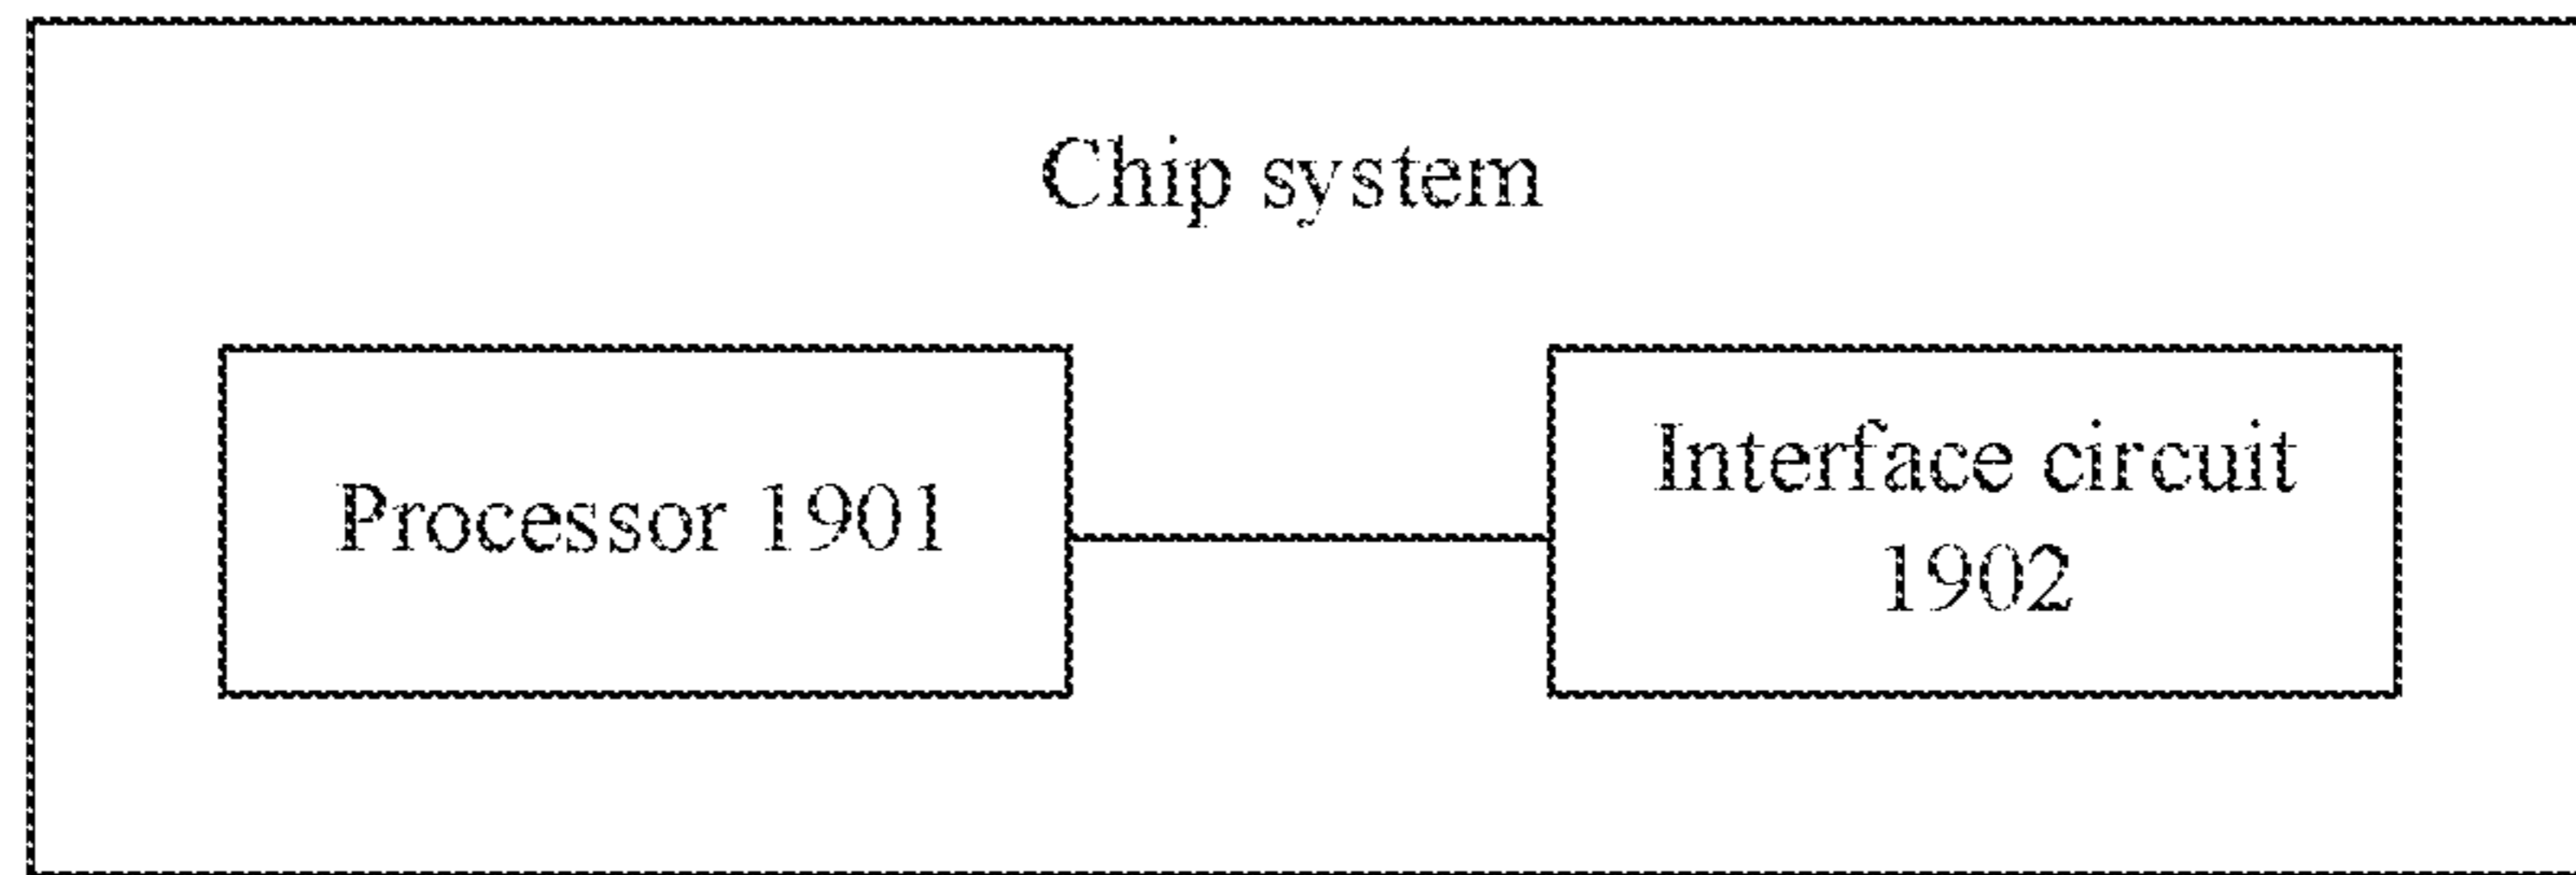 Chip system
Processor 1901
Interface circuit
1902